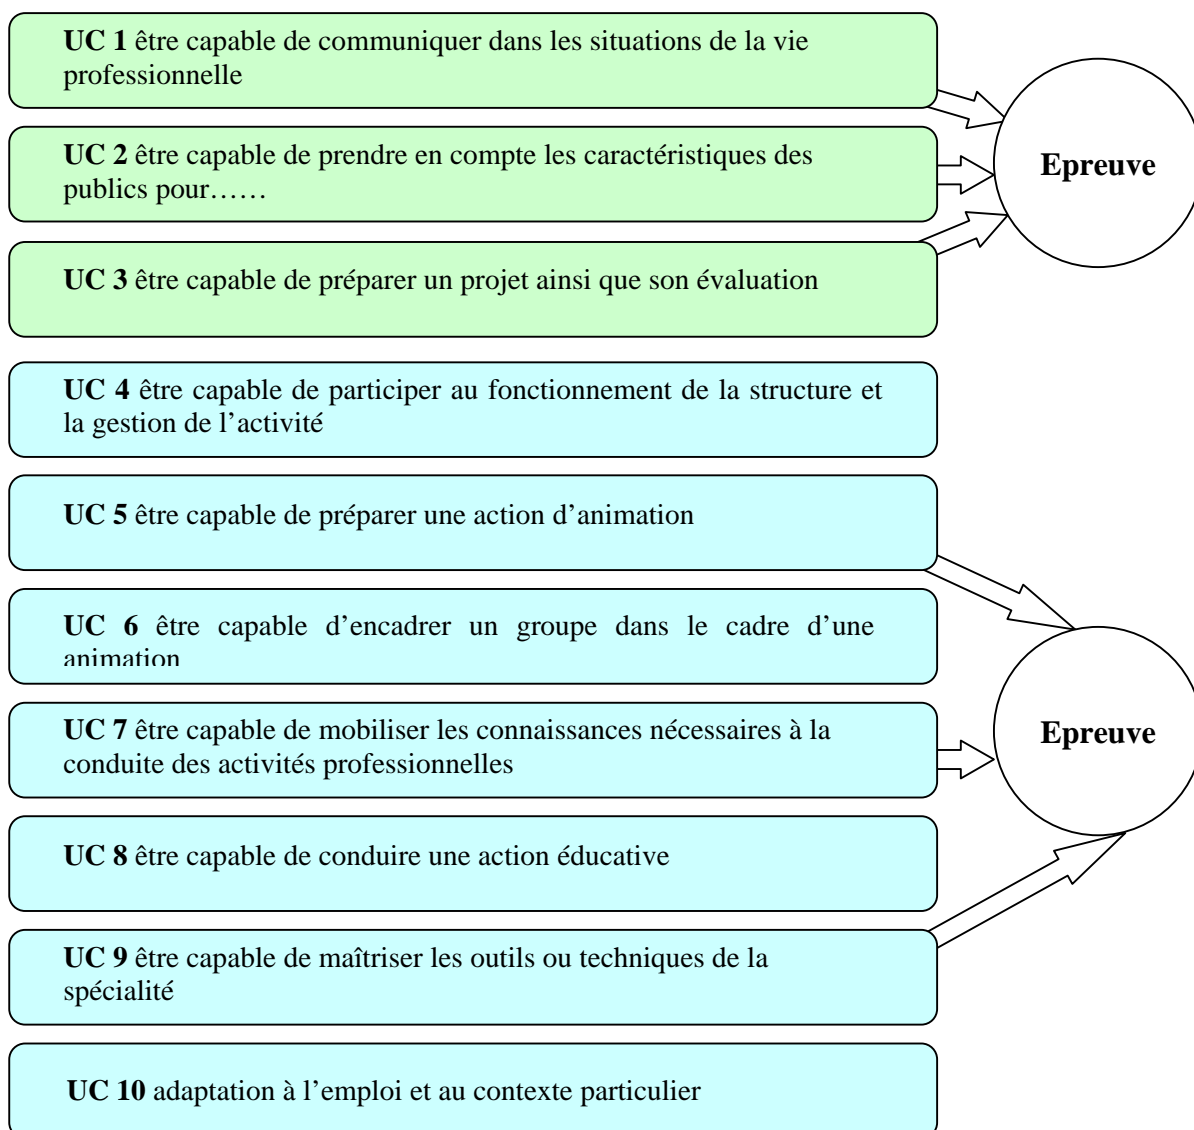 UC 1 être capable de communiquer dans les situations de la vie
professionnelle
Epreuve
UC 2 être capable de prendre en compte les caractéristiques des
publics pour……
UC 3 être capable de préparer un projet ainsi que son évaluation
UC 4 être capable de participer au fonctionnement de la structure et
la gestion de l’activité
UC 5 être capable de préparer une action d’animation
UC 6 être capable d’encadrer un groupe dans le cadre d’une
animation
UC 7 être capable de mobiliser les connaissances nécessaires à la
conduite des activités professionnelles
Epreuve
UC 8 être capable de conduire une action éducative
UC 9 être capable de maîtriser les outils ou techniques de la
spécialité
UC 10 adaptation à l’emploi et au contexte particulier